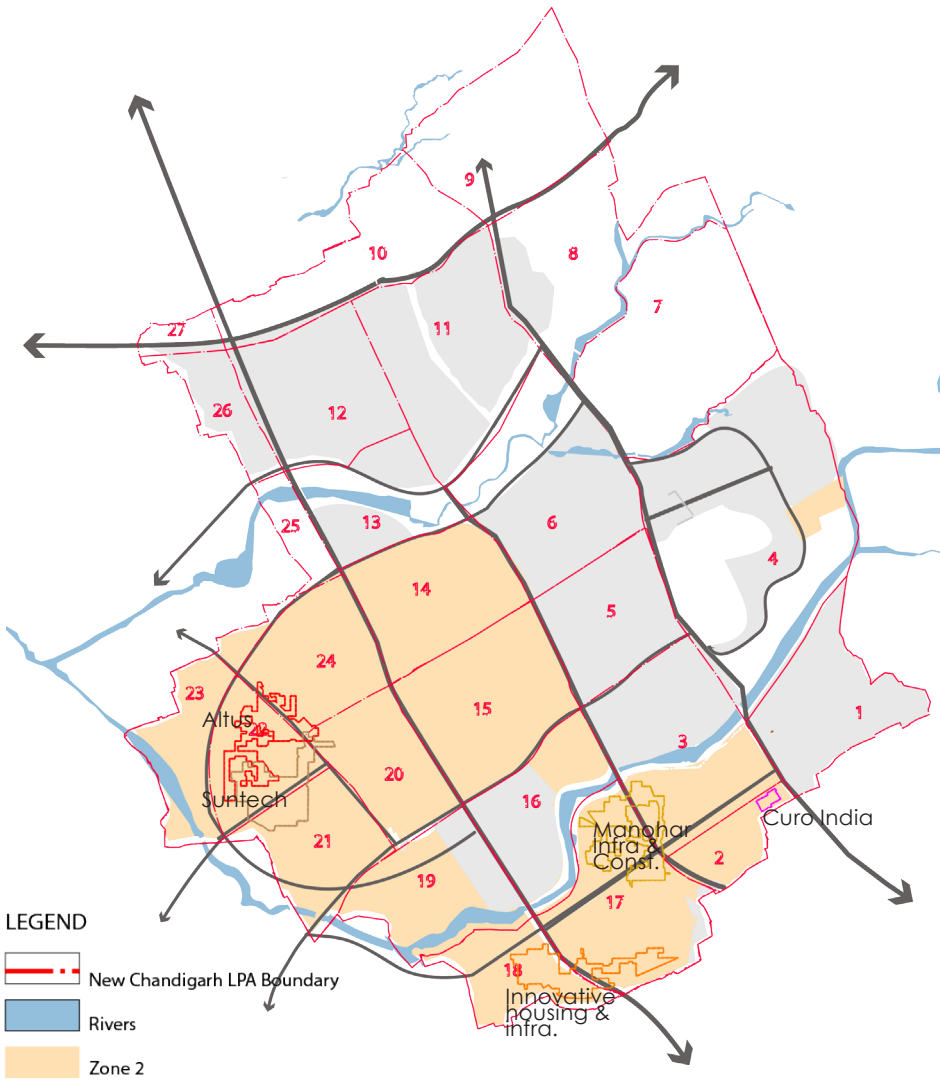 9
10
8
7
27
11
26
12
25
13
6
4
14
5
24
23
15
1
Altus
22
3
20
Suntech
16
Curo India
Manohar
Infra &
Const.
21
2
19
17
18
Innovative
housing &
infra.
LEGEND
New Chandigarh LPA Boundary
Rivers
Zone 2